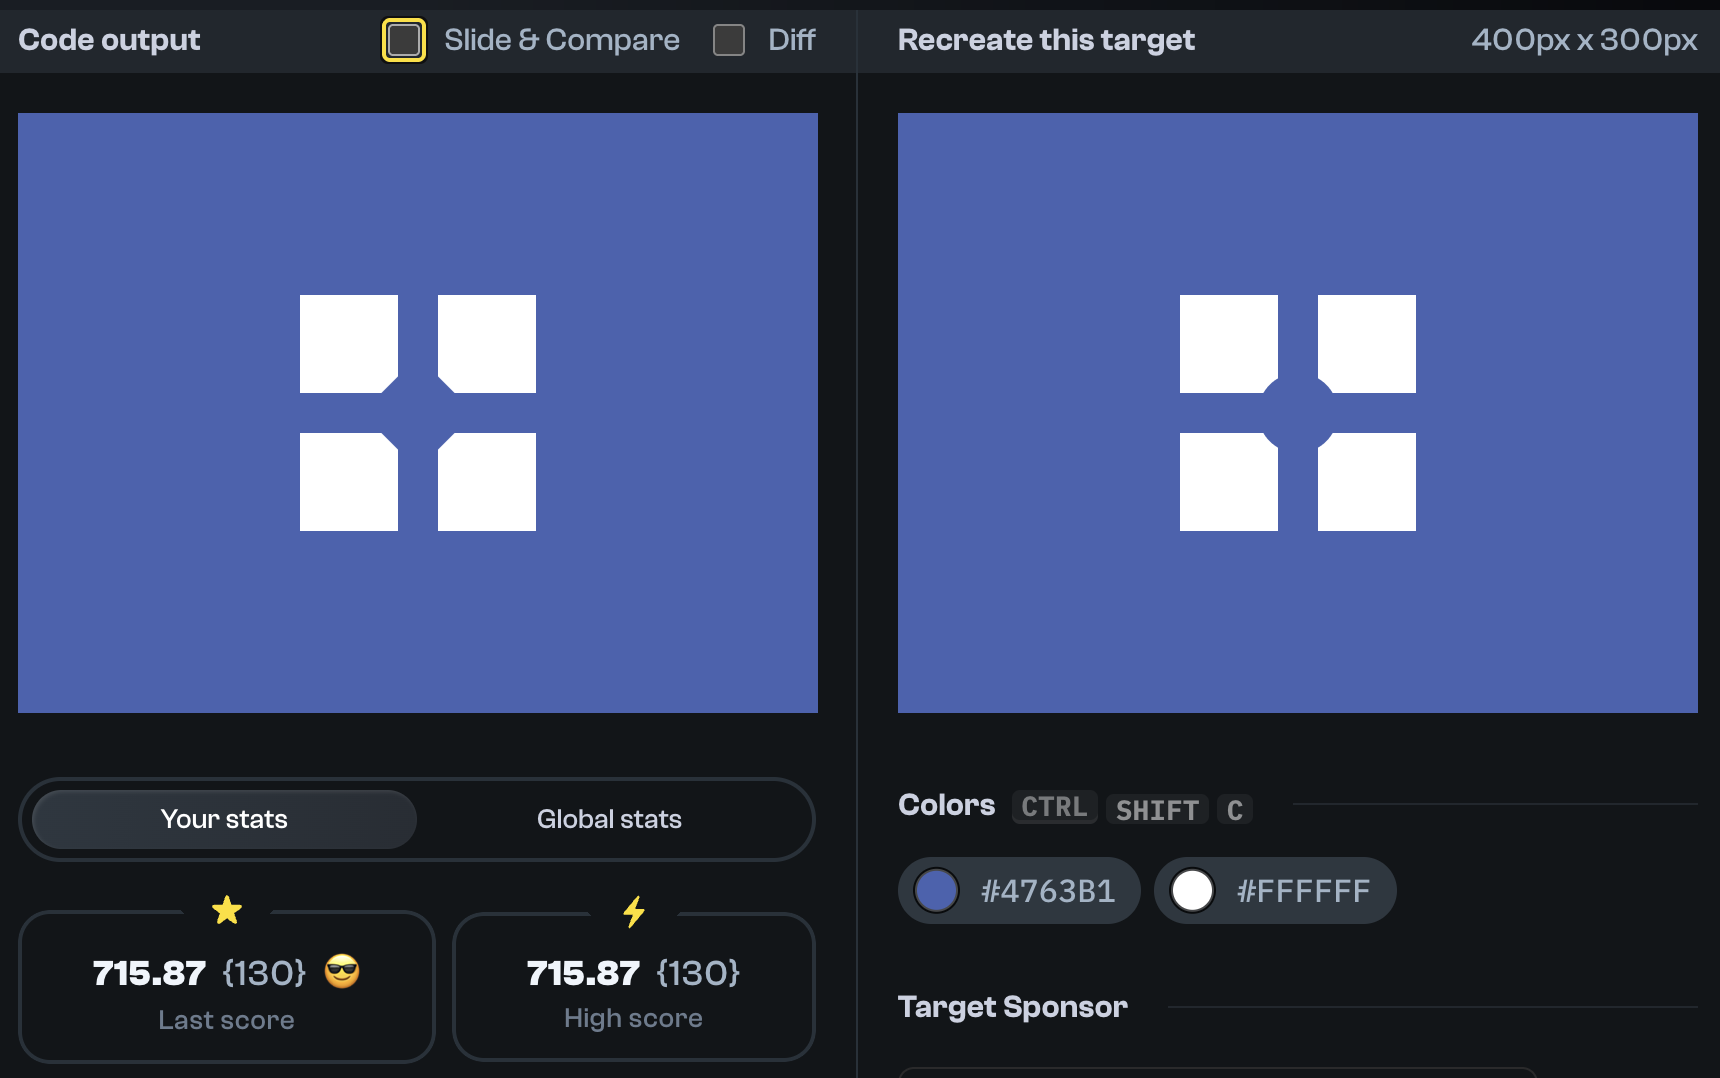 Code output
Slide & Compare
Diff
Recreate this target
400px x 300px
Your stats
Global stats
715.87 {130} 😎
Last score
715.87 {130}
High score
Colors CTRL SHIFT C
#4763B1
#FFFFFF
Target Sponsor